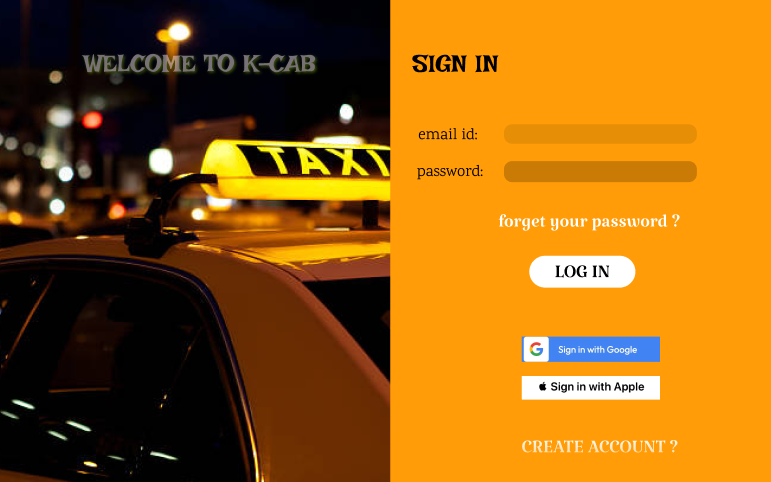 WELCOME TO K-CAB
TAXI
SIGN IN
email id:
password:
forget your password ?
LOG IN
Sign in with Google
Sign in with Apple
CREATE ACCOUNT ?